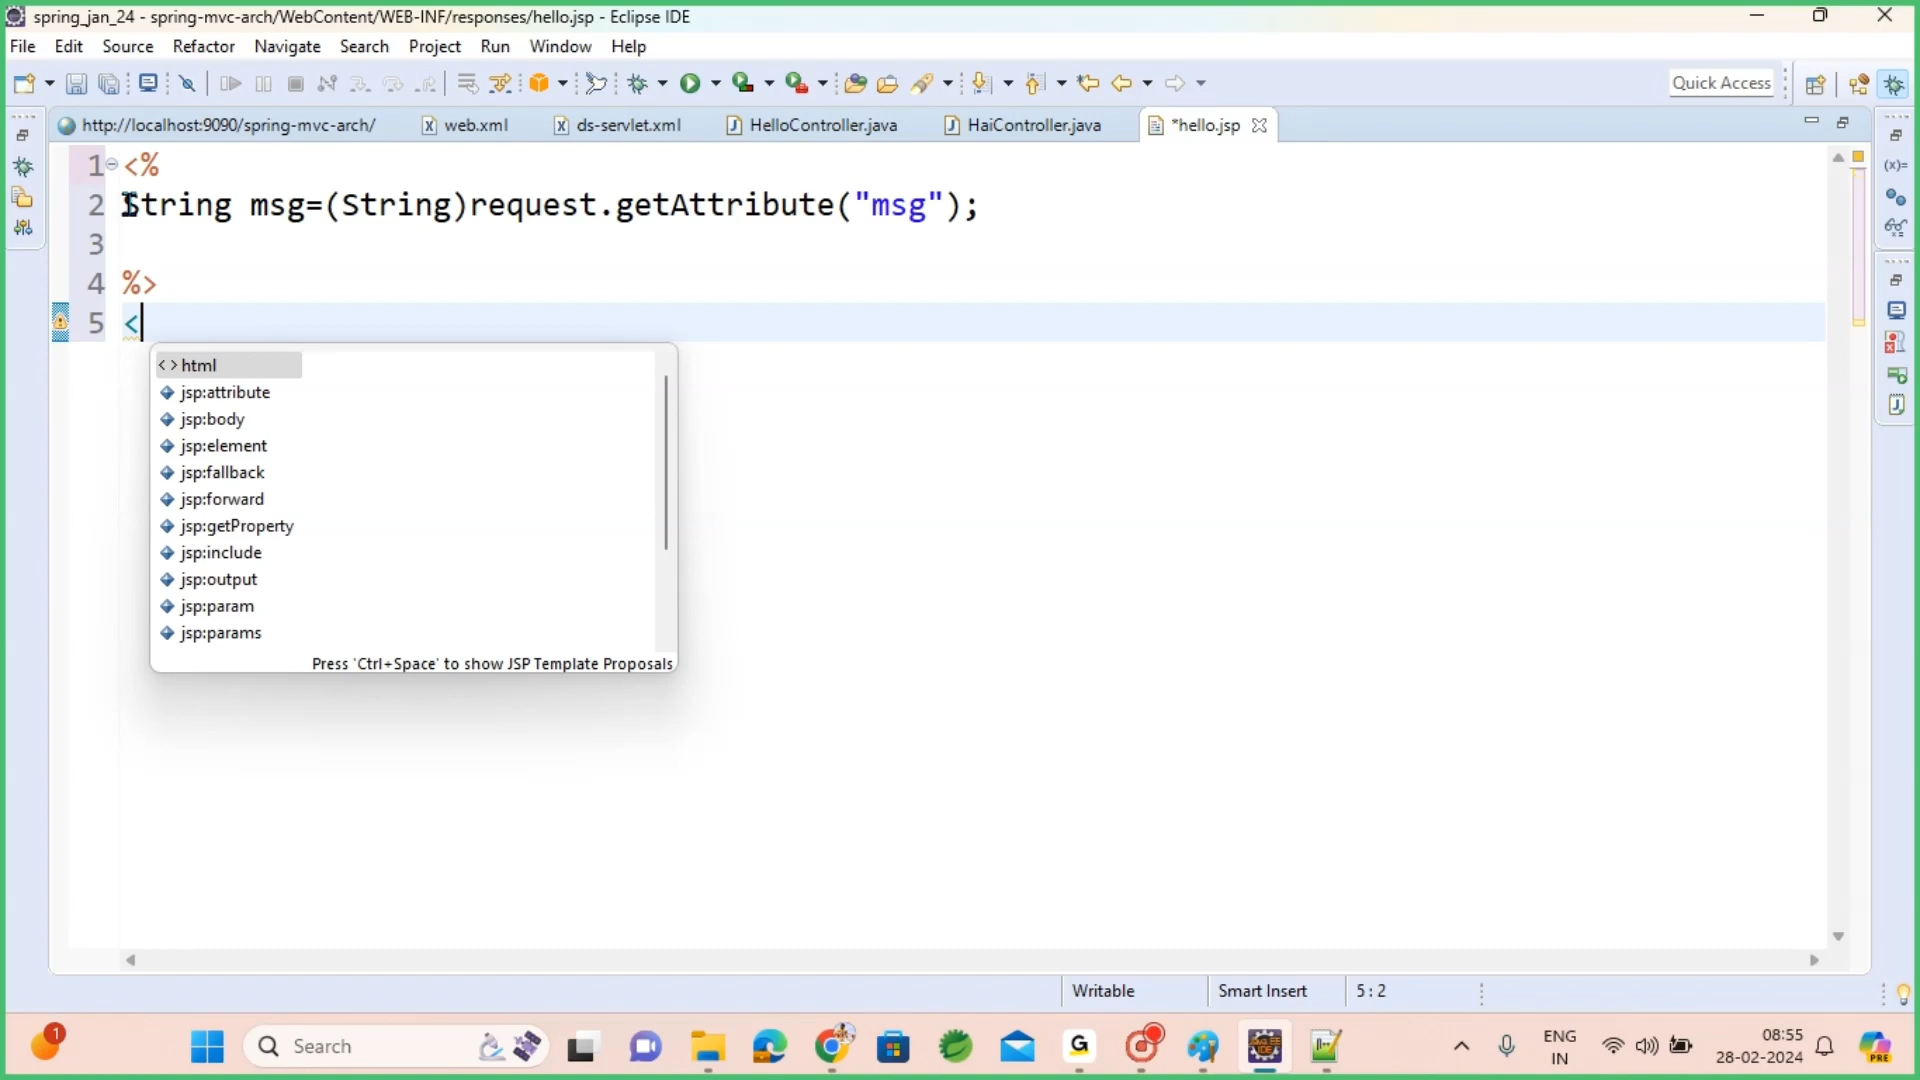 spring_jan_24 - spring-mvc-arch/WebContent/WEB-INF/responses/hello.jsp - Eclipse IDE
File Edit Source Refactor Navigate Search Project Run Window Help
Quick Access
http://localhost:9090/spring-mvc-arch/ web.xml ds-servlet.xml HelloController.java HaiController.java *hello.jsp
1 <%
2 String msg=(String)request.getAttribute("msg");
3
4 %>
5 <
<> html
jsp:attribute
jsp:body
jsp:element
jsp:fallback
jsp:forward
jsp:getProperty
jsp:include
jsp:output
jsp:param
jsp:params
Press 'Ctrl+Space' to show JSP Template Proposals
Writable Smart Insert 5 : 2
1 Search G ENG 08:55
IN 28-02-2024 PRE